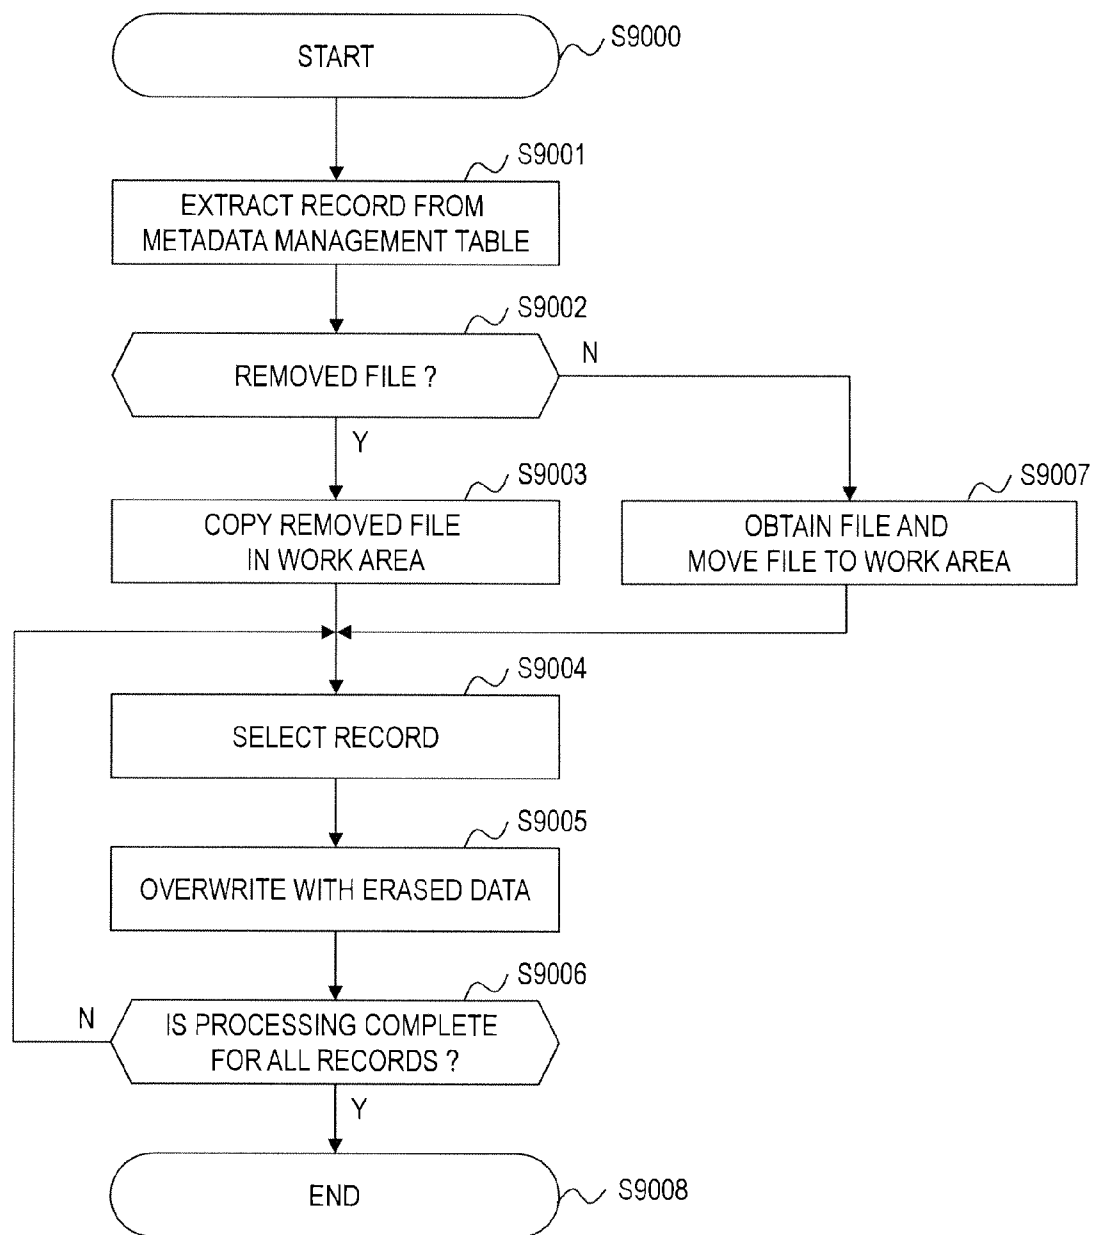 START
S9000
S9001
EXTRACT RECORD FROM
METADATA MANAGEMENT TABLE
S9002
REMOVED FILE ?
N
Y
S9003
COPY REMOVED FILE
IN WORK AREA
S9007
OBTAIN FILE AND
MOVE FILE TO WORK AREA
S9004
SELECT RECORD
S9005
OVERWRITE WITH ERASED DATA
S9006
IS PROCESSING COMPLETE
FOR ALL RECORDS ?
N
Y
END
S9008